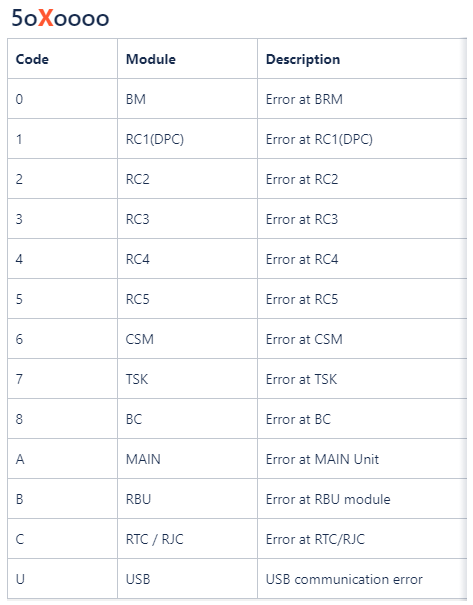 5oXoooo
Code Module Description
0 BM Error at BRM
1 RC1(DPC) Error at RC1(DPC)
2 RC2 Error at RC2
3 RC3 Error at RC3
4 RC4 Error at RC4
5 RC5 Error at RC5
6 CSM Error at CSM
7 TSK Error at TSK
8 BC Error at BC
A MAIN Error at MAIN Unit
B RBU Error at RBU module
C RTC / RJC Error at RTC/RJC
U USB USB communication error